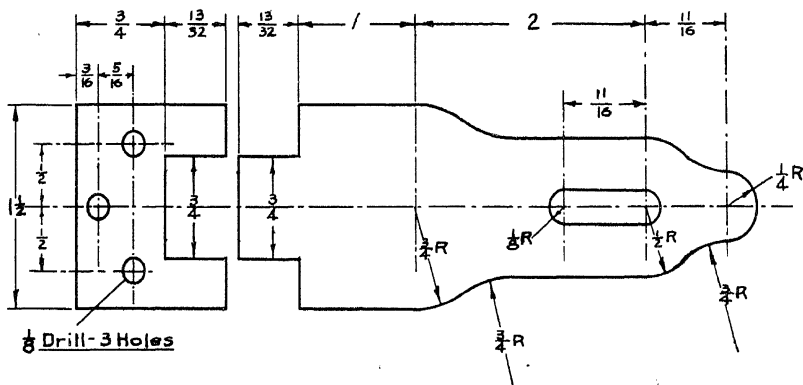 3/4 13/32 13/32 1 2 11/16
3/16 5/16
11/16
1/2
1 1/2
1/2
3/4 3/4
1/4 R
1/8 R
1/2 R
3/4 R
3/4 R
3/4 R
1/8 Drill-3 Holes